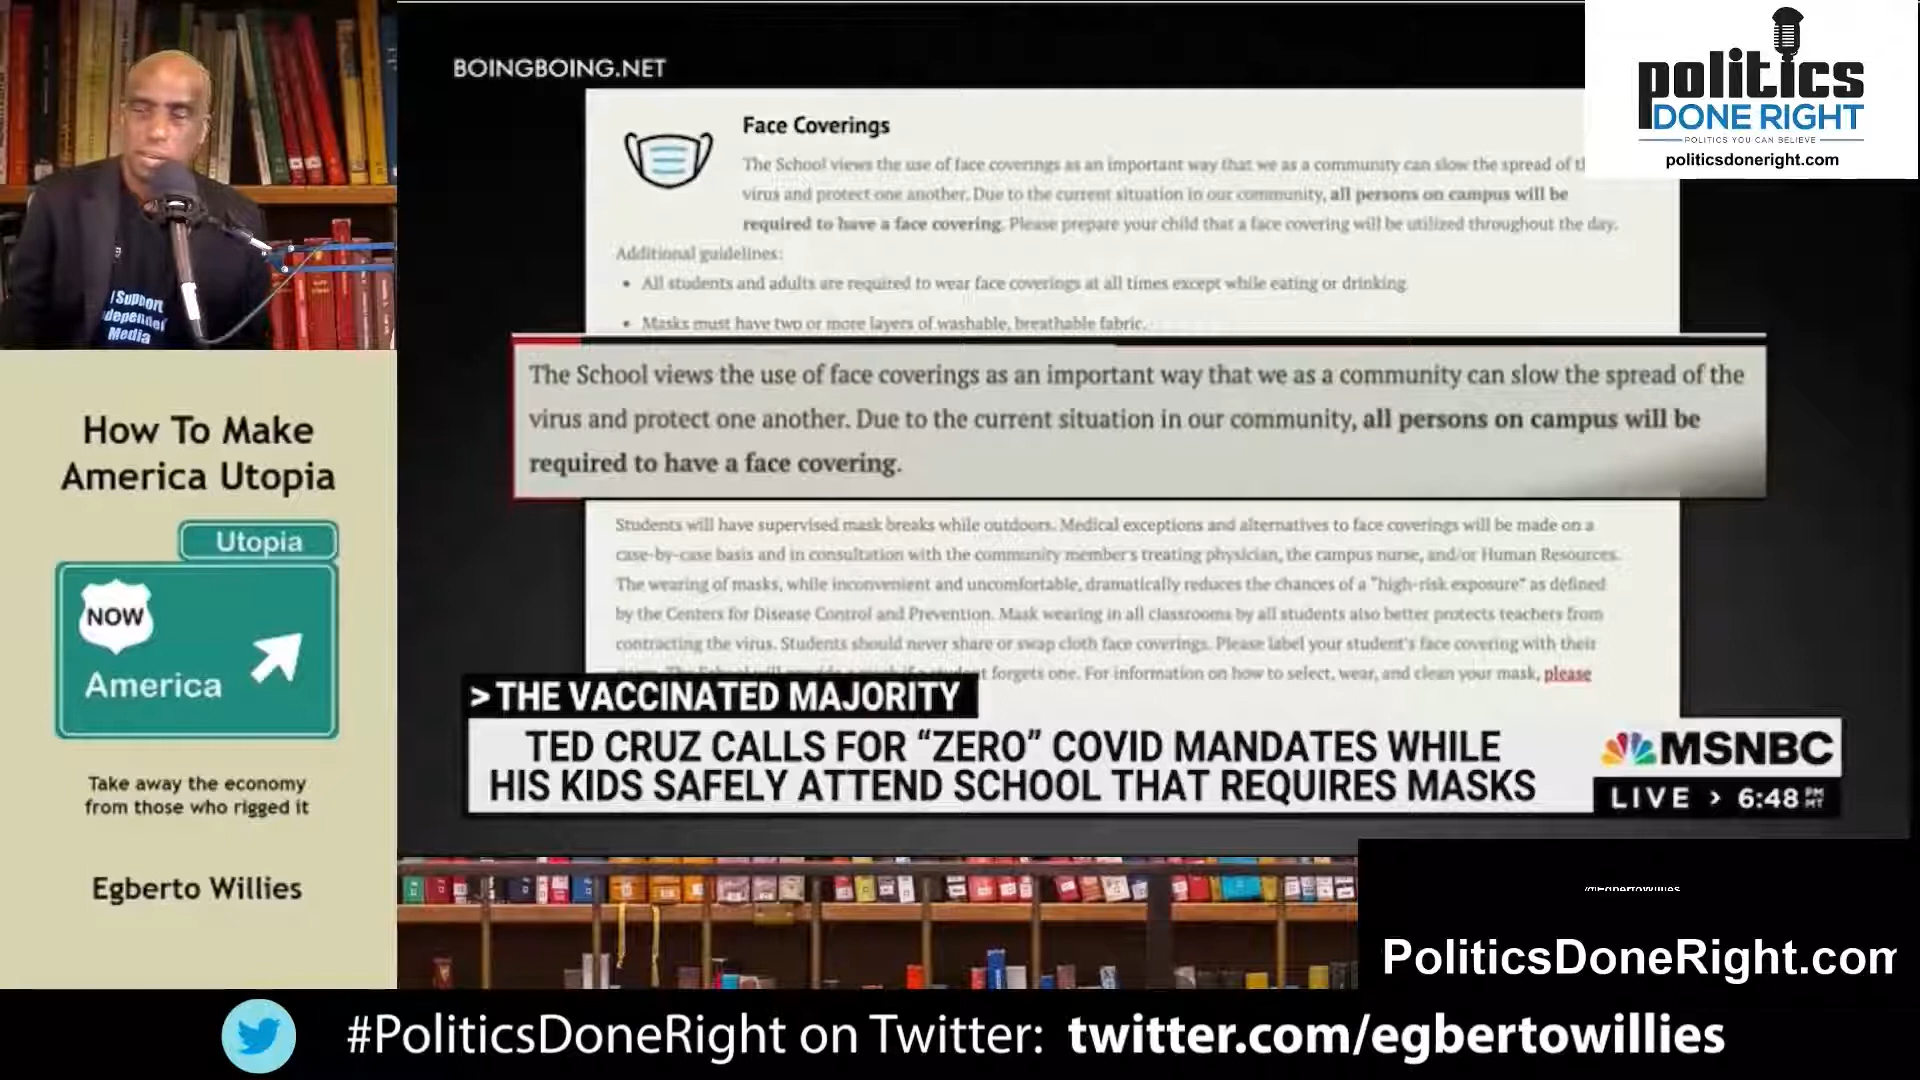 BOINGBOING.NET
politics
DONE RIGHT
POLITICS YOU CAN BELIEVE
politicsdoneright.com
Face Coverings
The School views the use of face coverings as an important way that we as a community can slow the spread of
virus and protect one another. Due to the current situation in our community, all persons on campus will be
required to have a face covering. Please prepare your child that a face covering will be utilized throughout the day.
Additional guidelines:
• All students and adults are required to wear face coverings at all times except while eating or drinking.
• Masks must have two or more layers of washable, breathable fabric.
The School views the use of face coverings as an important way that we as a community can slow the spread of the
virus and protect one another. Due to the current situation in our community, all persons on campus will be
required to have a face covering.
Students will have supervised mask breaks while outdoors. Medical exceptions and alternatives to face coverings will be made on a
case-by-case basis and in consultation with the community member's treating physician, the campus nurse, and/or Human Resources.
The wearing of masks, while inconvenient and uncomfortable, dramatically reduces the chances of a "high-risk exposure" as defined
by the Centers for Disease Control and Prevention. Mask wearing in all classrooms by all students also better protects teachers from
contracting the virus. Students should never share or swap cloth face coverings. Please label your student's face covering with their
forgets one. For information on how to select, wear, and clean your mask, please
> THE VACCINATED MAJORITY
TED CRUZ CALLS FOR “ZERO” COVID MANDATES WHILE
HIS KIDS SAFELY ATTEND SCHOOL THAT REQUIRES MASKS
MSNBC
LIVE > 6:48 PM MT
I Support
Independent
Media
How To Make
America Utopia
Utopia
NOW
America
Take away the economy
from those who rigged it
Egberto Willies
PoliticsDoneRight.com
#PoliticsDoneRight on Twitter: twitter.com/egbertowillies